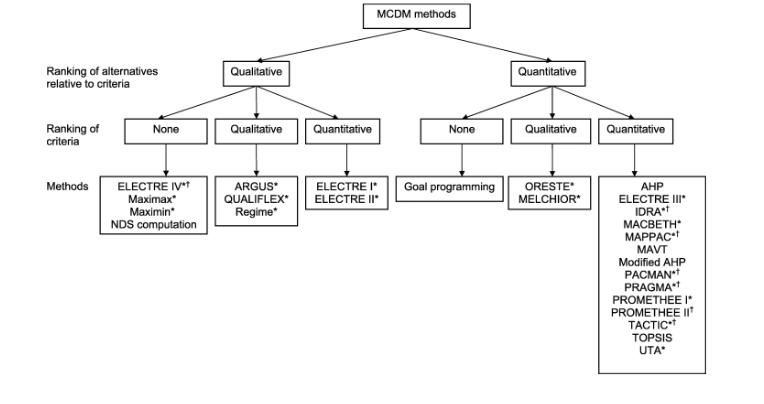 MCDM methods
Ranking of alternatives
relative to criteria
Qualitative
Quantitative
Ranking of
criteria
None
Qualitative
Quantitative
None
Qualitative
Quantitative
Methods
ELECTRE IV*†
Maximax*
Maximin*
NDS computation
ARGUS*
QUALIFLEX*
Regime*
ELECTRE I*
ELECTRE II*
Goal programming
ORESTE*
MELCHIOR*
AHP
ELECTRE III*
IDRA*†
MACBETH*
MAPPAC*†
MAVT
Modified AHP
PACMAN*†
PRAGMA*†
PROMETHEE I*
PROMETHEE II†
TACTIC*†
TOPSIS
UTA*